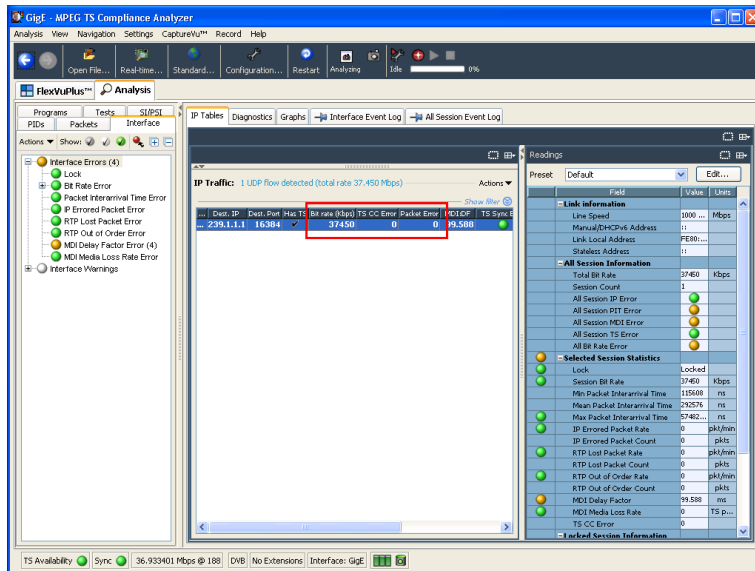 GigE - MPEG TS Compliance Analyzer
Analysis View Navigation Settings CaptureVu™ Record Help
Open File... Real-time... Standard... Configuration... Restart Analyzing Idle 0%
FlexVuPlus™ Analysis
Programs Tests SI/PSI
PIDs Packets Interface
Actions Show:
Interface Errors (4)
Lock
Bit Rate Error
Packet Interarrival Time Error
IP Errored Packet Error
RTP Lost Packet Error
RTP Out of Order Error
MDI Delay Factor Error (4)
MDI Media Loss Rate Error
Interface Warnings
IP Tables Diagnostics Graphs Interface Event Log All Session Event Log
IP Traffic: 1 UDP flow detected (total rate 37.450 Mbps) Actions
Show filter
... Dest. IP Dest. Port Has TS Bit rate (Kbps) TS CC Error Packet Error MDI:DF TS Sync E
... 239.1.1.1 16384 37450 0 0 99.588
Readings
Preset Default Edit...
Field Value Units
Link information
Line Speed 1000 ... Mbps
Manual/DHCPv6 Address ::
Link Local Address FE80:...
Stateless Address ::
All Session Information
Total Bit Rate 37450 Kbps
Session Count 1
All Session IP Error
All Session PIT Error
All Session MDI Error
All Session TS Error
All Bit Rate Error
Selected Session Statistics
Lock Locked
Session Bit Rate 37450 Kbps
Min Packet Interarrival Time 115608 ns
Mean Packet Interarrival Time 292576 ns
Max Packet Interarrival Time 57482... ns
IP Errored Packet Rate 0 pkt/min
IP Errored Packet Count 0 pkts
RTP Lost Packet Rate 0 pkt/min
RTP Lost Packet Count 0 pkts
RTP Out of Order Rate 0 pkt/min
RTP Out of Order Count 0 pkts
MDI Delay Factor 99.588 ms
MDI Media Loss Rate 0 TS p...
TS CC Error 0
Locked Session Information
TS Availability Sync 36.933401 Mbps @ 188 DVB No Extensions Interface: GigE